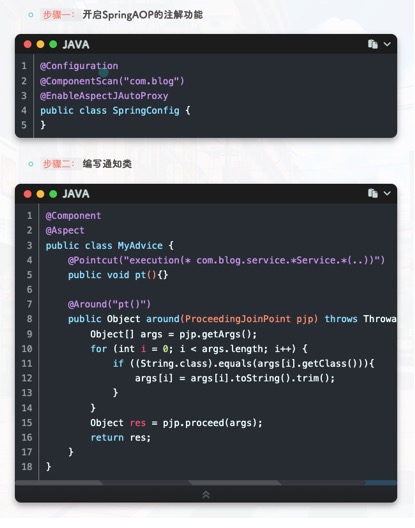 步骤一： 开启SpringAOP的注解功能
JAVA
1 @Configuration
2 @ComponentScan("com.blog")
3 @EnableAspectJAutoProxy
4 public class SpringConfig {
5 }
步骤二： 编写通知类
JAVA
1 @Component
2 @Aspect
3 public class MyAdvice {
4     @Pointcut("execution(* com.blog.service.*Service.*(..))")
5     public void pt(){}
6
7     @Around("pt()")
8     public Object around(ProceedingJoinPoint pjp) throws Throwa
9         Object[] args = pjp.getArgs();
10         for (int i = 0; i < args.length; i++) {
11             if ((String.class).equals(args[i].getClass())){
12                 args[i] = args[i].toString().trim();
13             }
14         }
15         Object res = pjp.proceed(args);
16         return res;
17     }
18 }